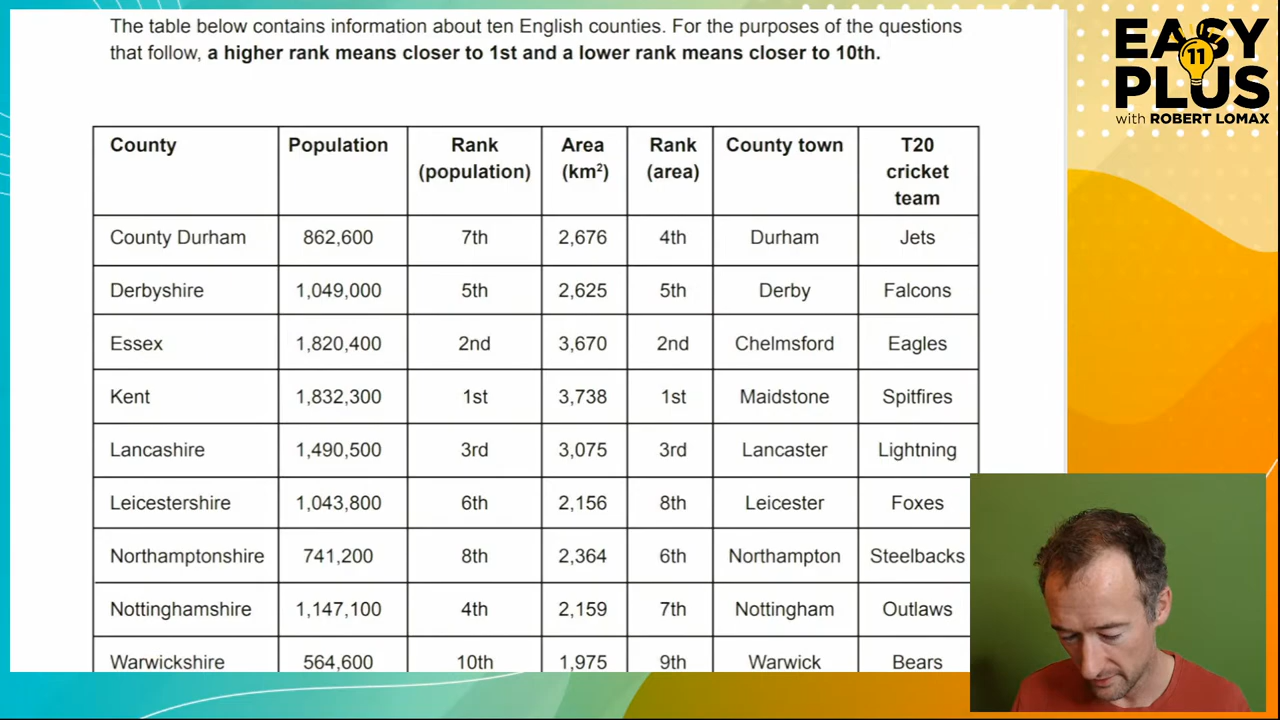 The table below contains information about ten English counties. For the purposes of the questions
that follow, a higher rank means closer to 1st and a lower rank means closer to 10th.
EASY
11
PLUS
with ROBERT LOMAX
County Population Rank (population) Area (km²) Rank (area) County town T20 cricket team
County Durham 862,600 7th 2,676 4th Durham Jets
Derbyshire 1,049,000 5th 2,625 5th Derby Falcons
Essex 1,820,400 2nd 3,670 2nd Chelmsford Eagles
Kent 1,832,300 1st 3,738 1st Maidstone Spitfires
Lancashire 1,490,500 3rd 3,075 3rd Lancaster Lightning
Leicestershire 1,043,800 6th 2,156 8th Leicester Foxes
Northamptonshire 741,200 8th 2,364 6th Northampton Steelbacks
Nottinghamshire 1,147,100 4th 2,159 7th Nottingham Outlaws
Warwickshire 564,600 10th 1,975 9th Warwick Bears